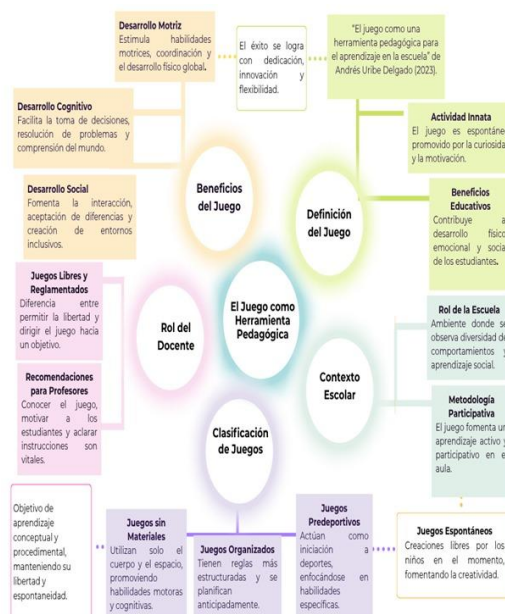 Desarrollo Motriz
Estimula habilidades
motrices, coordinación y
el desarrollo físico global.
El éxito se logra
con dedicación,
innovación y
flexibilidad.
"El juego como una
herramienta pedagógica para
el aprendizaje en la escuela" de
Andrés Uribe Delgado (2023).
Desarrollo Cognitivo
Facilita la toma de decisiones,
resolución de problemas y
comprensión del mundo.
Desarrollo Social
Fomenta la interacción,
aceptación de diferencias y
creación de entornos
inclusivos.
Beneficios
del Juego
Definición
del Juego
Actividad Innata
El juego es espontáneo
promovido por la curiosida
y la motivación.
Beneficios
Educativos
Contribuye a
desarrollo físico
emocional y socia
de los estudiantes.
Juegos Libres y
Reglamentados
Diferencia entre
permitir la libertad y
dirigir el juego hacia
un objetivo.
Recomendaciones
para Profesores
Conocer el juego,
motivar a los
estudiantes y aclarar
instrucciones son
vitales.
Rol del
Docente
El Juego como
Herramienta
Pedagógica
Contexto
Escolar
Rol de la Escuela
Ambiente donde se
observa diversidad de
comportamientos y
aprendizaje social.
Metodología
Participativa
El juego fomenta un
aprendizaje activo y
participativo en e
aula.
Clasificación
de Juegos
Objetivo de
aprendizaje
conceptual y
procedimental,
manteniendo su
libertad y
espontaneidad.
Juegos sin
Materiales
Utilizan solo el
cuerpo y el espacio,
promoviendo
habilidades motoras
y cognitivas.
Juegos Organizados
Tienen reglas más
estructuradas y se
planifican
anticipadamente.
Juegos
Predeportivos
Actúan como
iniciación a
deportes,
enfocándose en
habilidades
específicas.
Juegos Espontáneos
Creaciones libres por los
niños en el momento,
fomentando la creatividad.